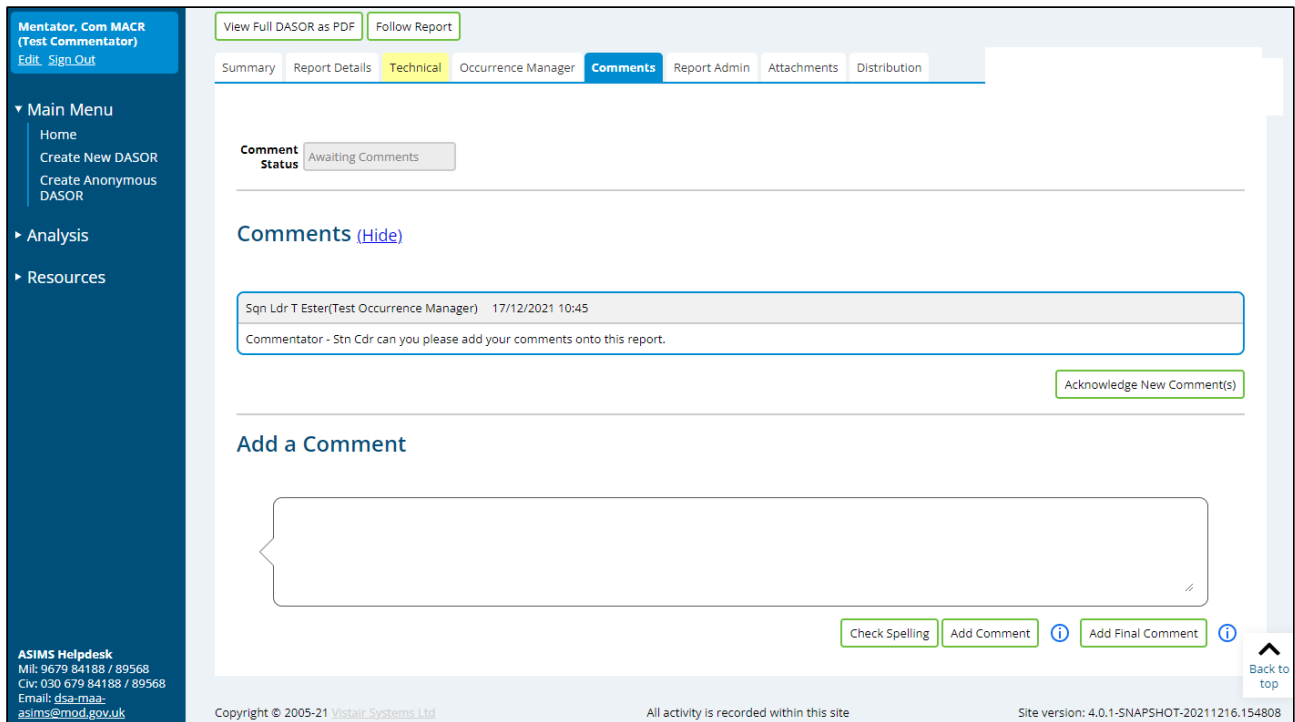 Mentator, Com MACR
(Test Commentator)
Edit Sign Out
Main Menu
Home
Create New DASOR
Create Anonymous
DASOR
Analysis
Resources
ASIMS Helpdesk
Mil: 9679 84188 / 89568
Civ: 030 679 84188 / 89568
Email: dsa-maa-
asims@mod.gov.uk
View Full DASOR as PDF Follow Report
Summary Report Details Technical Occurrence Manager Comments Report Admin Attachments Distribution
Comment
Status Awaiting Comments
Comments (Hide)
Sqn Ldr T Ester(Test Occurrence Manager) 17/12/2021 10:45
Commentator - Stn Cdr can you please add your comments onto this report.
Acknowledge New Comment(s)
Add a Comment
Check Spelling Add Comment i Add Final Comment i
Back to
top
Copyright © 2005-21 Vistair Systems Ltd All activity is recorded within this site Site version: 4.0.1-SNAPSHOT-20211216.154808